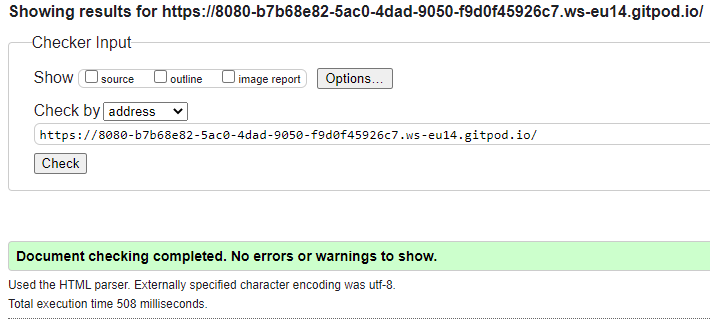 Showing results for https://8080-b7b68e82-5ac0-4dad-9050-f9d0f45926c7.ws-eu14.gitpod.io/
Checker Input
Show source outline image report Options...
Check by address
https://8080-b7b68e82-5ac0-4dad-9050-f9d0f45926c7.ws-eu14.gitpod.io/
Check
Document checking completed. No errors or warnings to show.
Used the HTML parser. Externally specified character encoding was utf-8.
Total execution time 508 milliseconds.